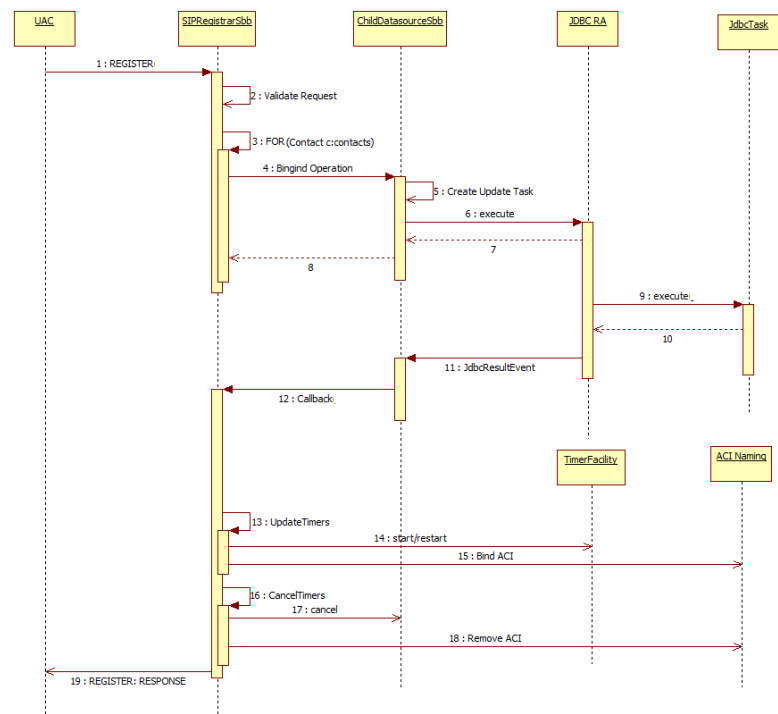 UAC
SIPRegistrarSbb
ChildDatasourceSbb
JDBC RA
JdbcTask
1 : REGISTER
2 : Validate Request
3 : FOR (Contact c:contacts)
4 : Bingind Operation
5 : Create Update Task
6 : execute
7
8
9 : execute
10
11 : JdbcResultEvent
12 : Callback
TimerFacility
ACI Naming
13 : UpdateTimers
14 : start/restart
15 : Bind ACI
16 : CancelTimers
17 : cancel
18 : Remove ACI
19 : REGISTER: RESPONSE